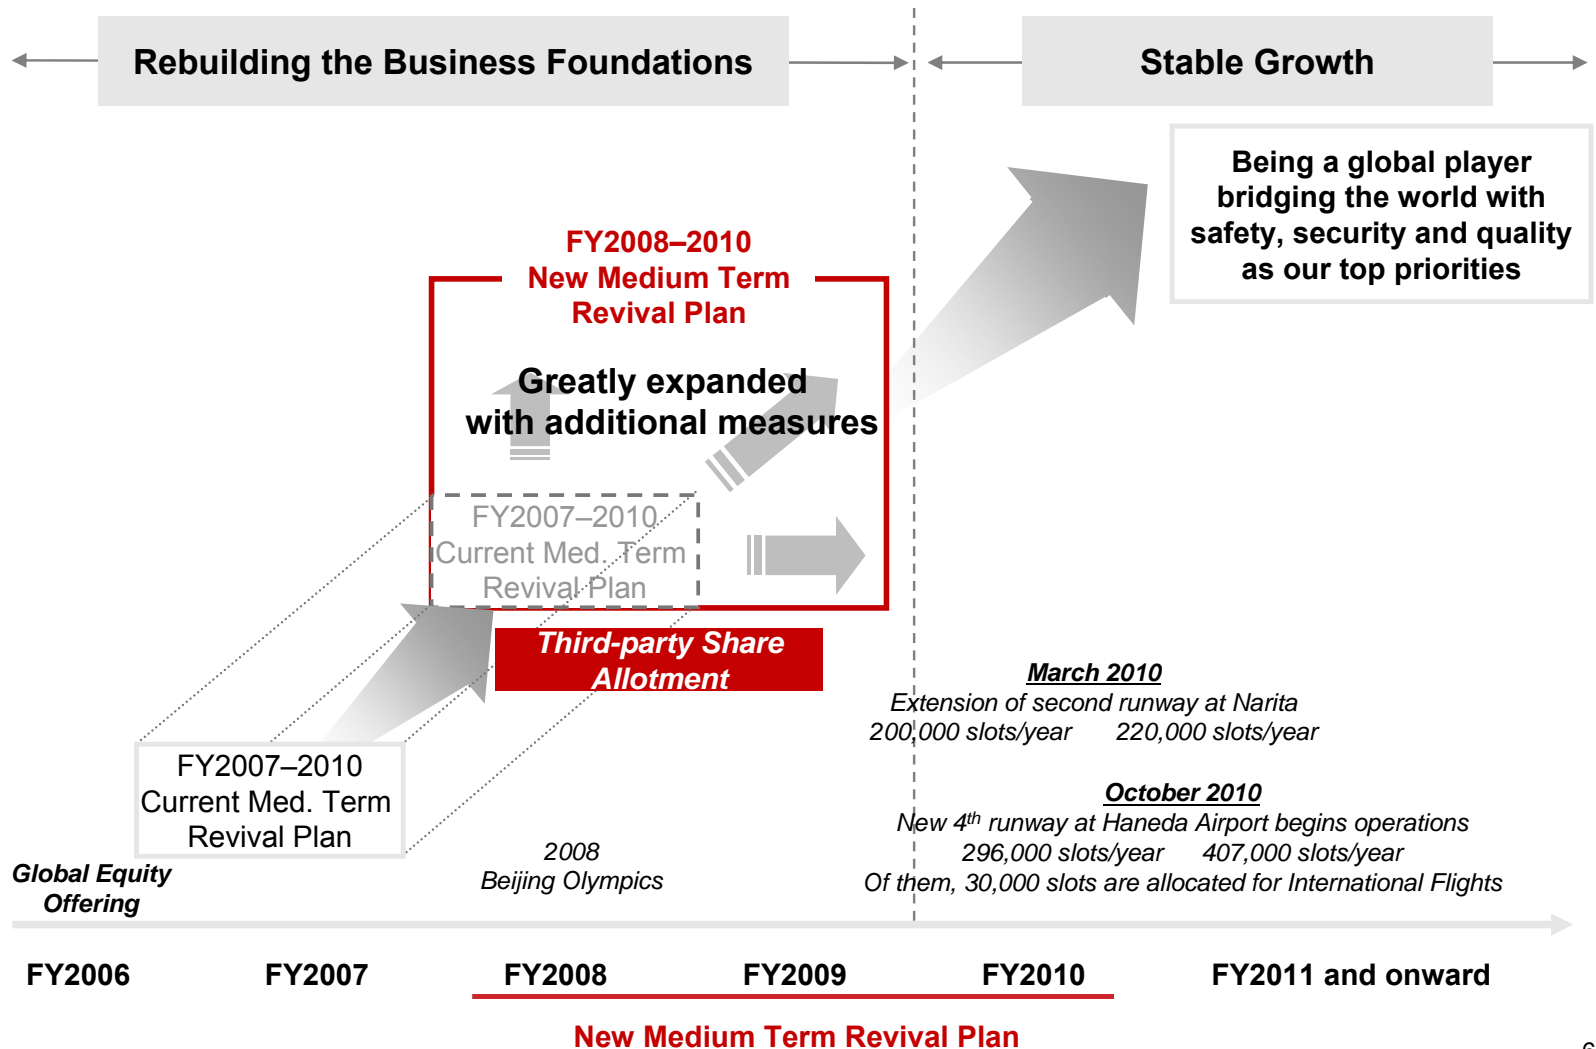 Rebuilding the Business Foundations
Stable Growth
Being a global player
bridging the world with
safety, security and quality
as our top priorities
FY2008–2010
New Medium Term
Revival Plan
Greatly expanded
with additional measures
FY2007–2010
Current Med. Term
Revival Plan
Third-party Share
Allotment
March 2010
Extension of second runway at Narita
200,000 slots/year 220,000 slots/year
FY2007–2010
Current Med. Term
Revival Plan
October 2010
New 4th runway at Haneda Airport begins operations
296,000 slots/year 407,000 slots/year
Of them, 30,000 slots are allocated for International Flights
2008
Beijing Olympics
Global Equity
Offering
FY2006
FY2007
FY2008
FY2009
FY2010
FY2011 and onward
New Medium Term Revival Plan